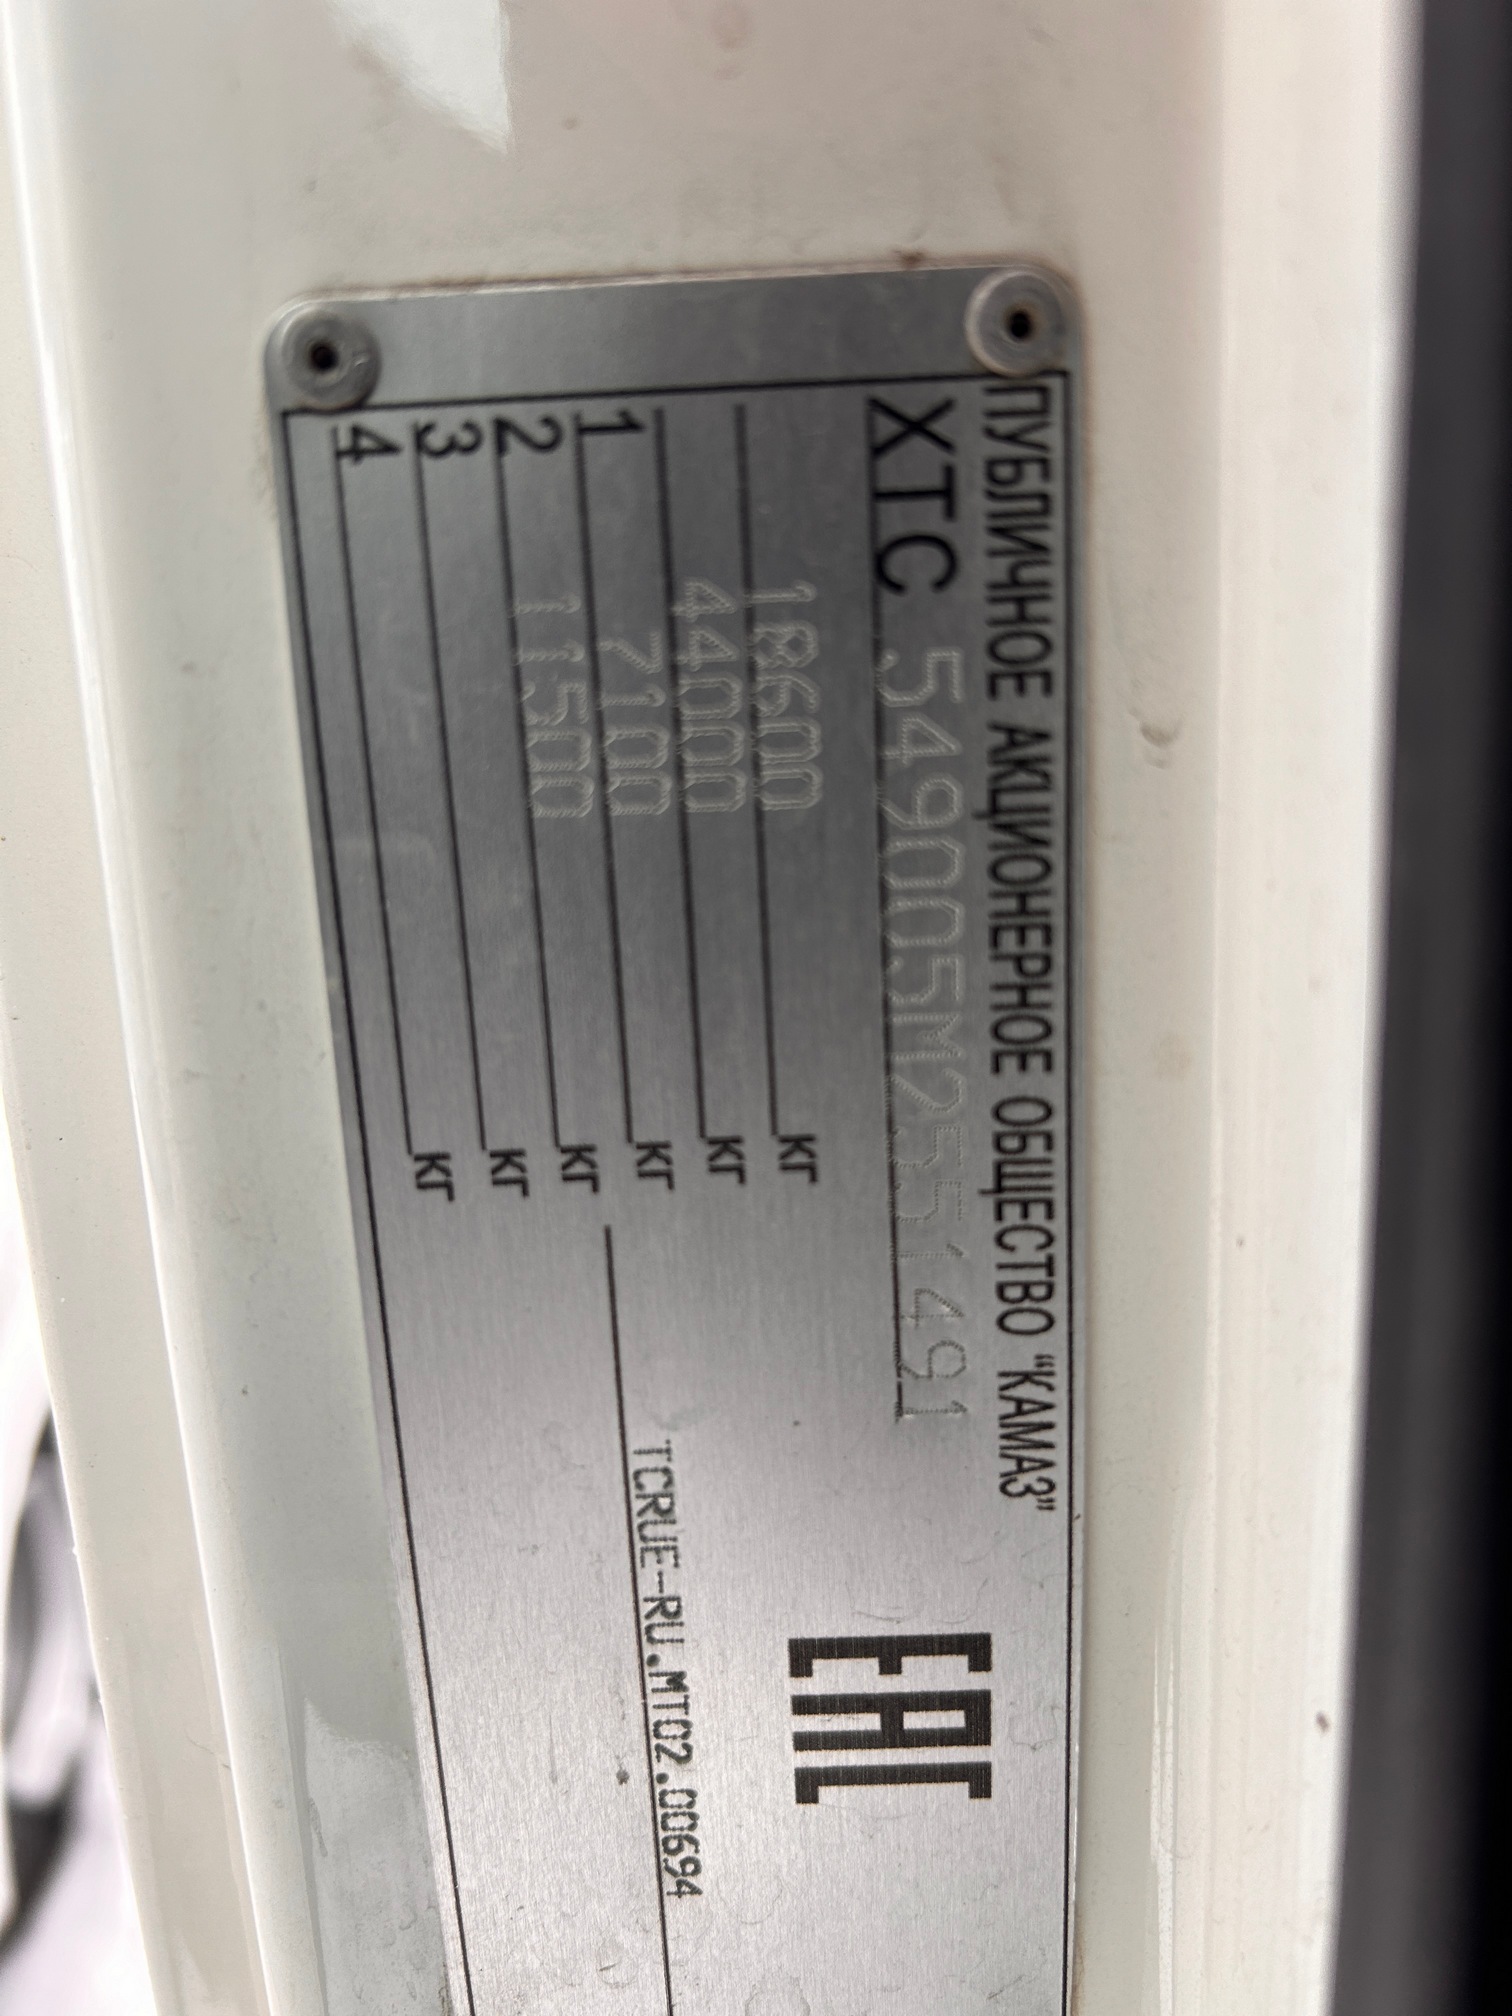 ПУБЛИЧНОЕ АКЦИОНЕРНОЕ ОБЩЕСТВО "КАМАЗ"
XTC 549005M2551491
18600 кг
44000 кг
1 7100 кг
2 11500 кг
3 кг
4 кг
EAC
TCRUE-RU.MT02.00694